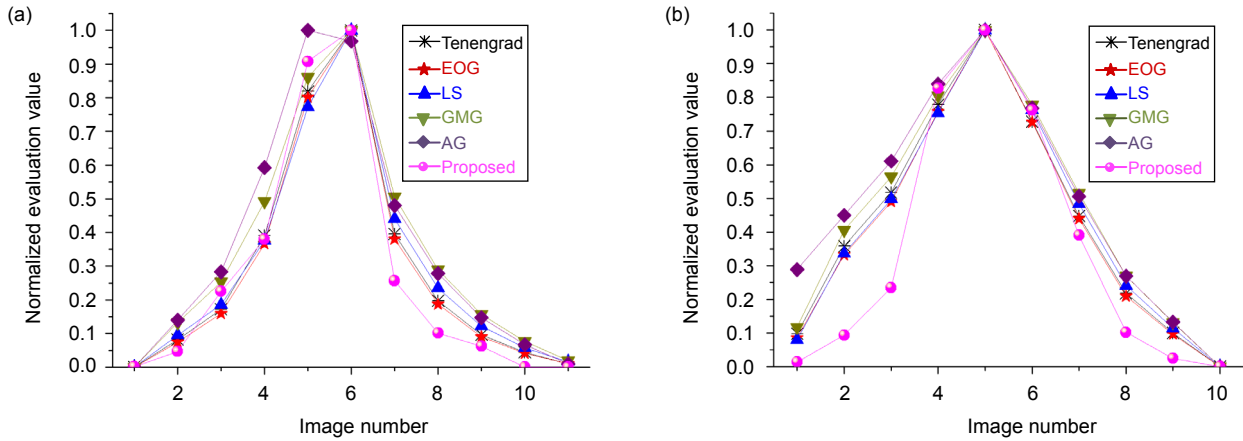 (a)
Normalized evaluation value
1.0
0.9
0.8
0.7
0.6
0.5
0.4
0.3
0.2
0.1
0.0
2
4
6
8
10
Image number
Tenengrad
EOG
LS
GMG
AG
Proposed
(b)
Normalized evaluation value
1.0
0.9
0.8
0.7
0.6
0.5
0.4
0.3
0.2
0.1
0.0
2
4
6
8
10
Image number
Tenengrad
EOG
LS
GMG
AG
Proposed